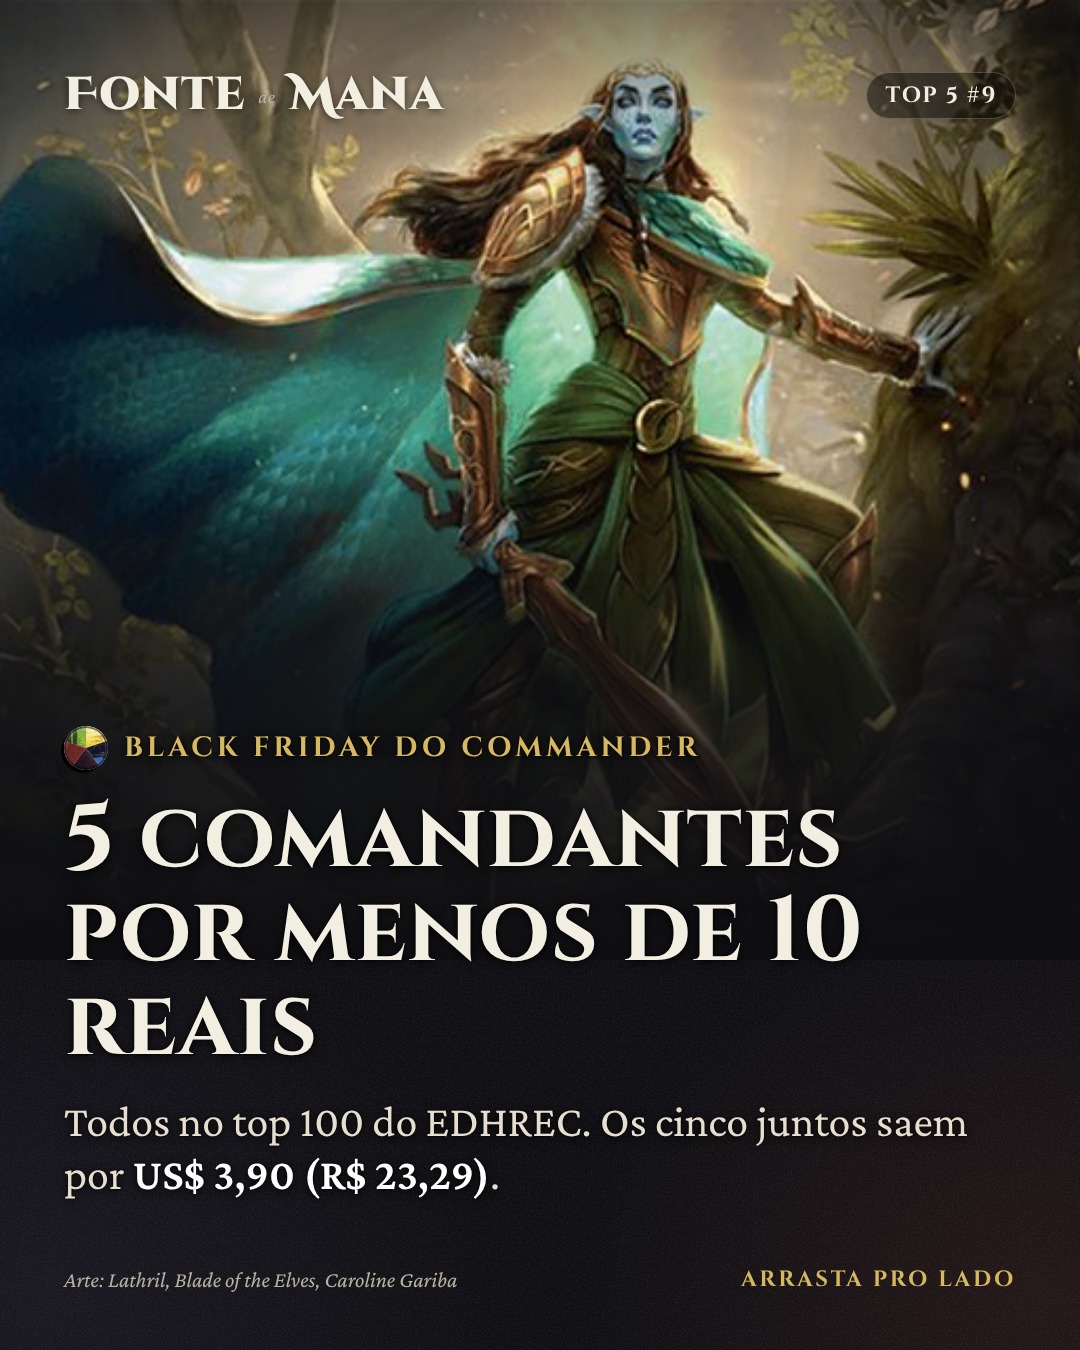 FONTE de MANA
TOP 5 #9
BLACK FRIDAY DO COMMANDER
5 COMANDANTES
POR MENOS DE 10
REAIS
Todos no top 100 do EDHREC. Os cinco juntos saem
por US$ 3,90 (R$ 23,29).
Arte: Lathril, Blade of the Elves, Caroline Gariba
ARRASTA PRO LADO